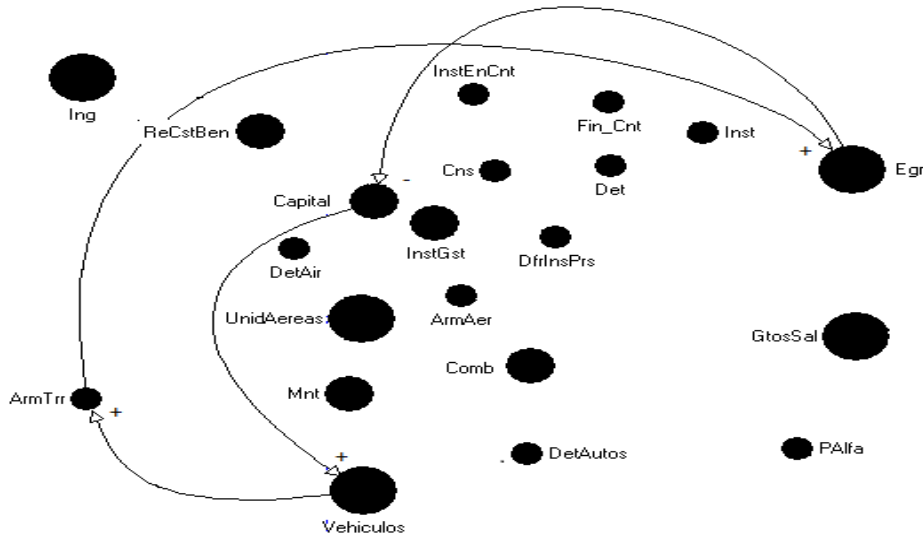 InstEnCnt
Ing
Fin_Cnt
ReCstBen
Inst
+
Egr
Cns
Det
-
Capital
InstGst
DfrInsPrs
DetAir
UnidAereas
ArmAer
GtosSal
Comb
Mnt
ArmTrr
+
DetAutos
PAlfa
+
Vehiculos